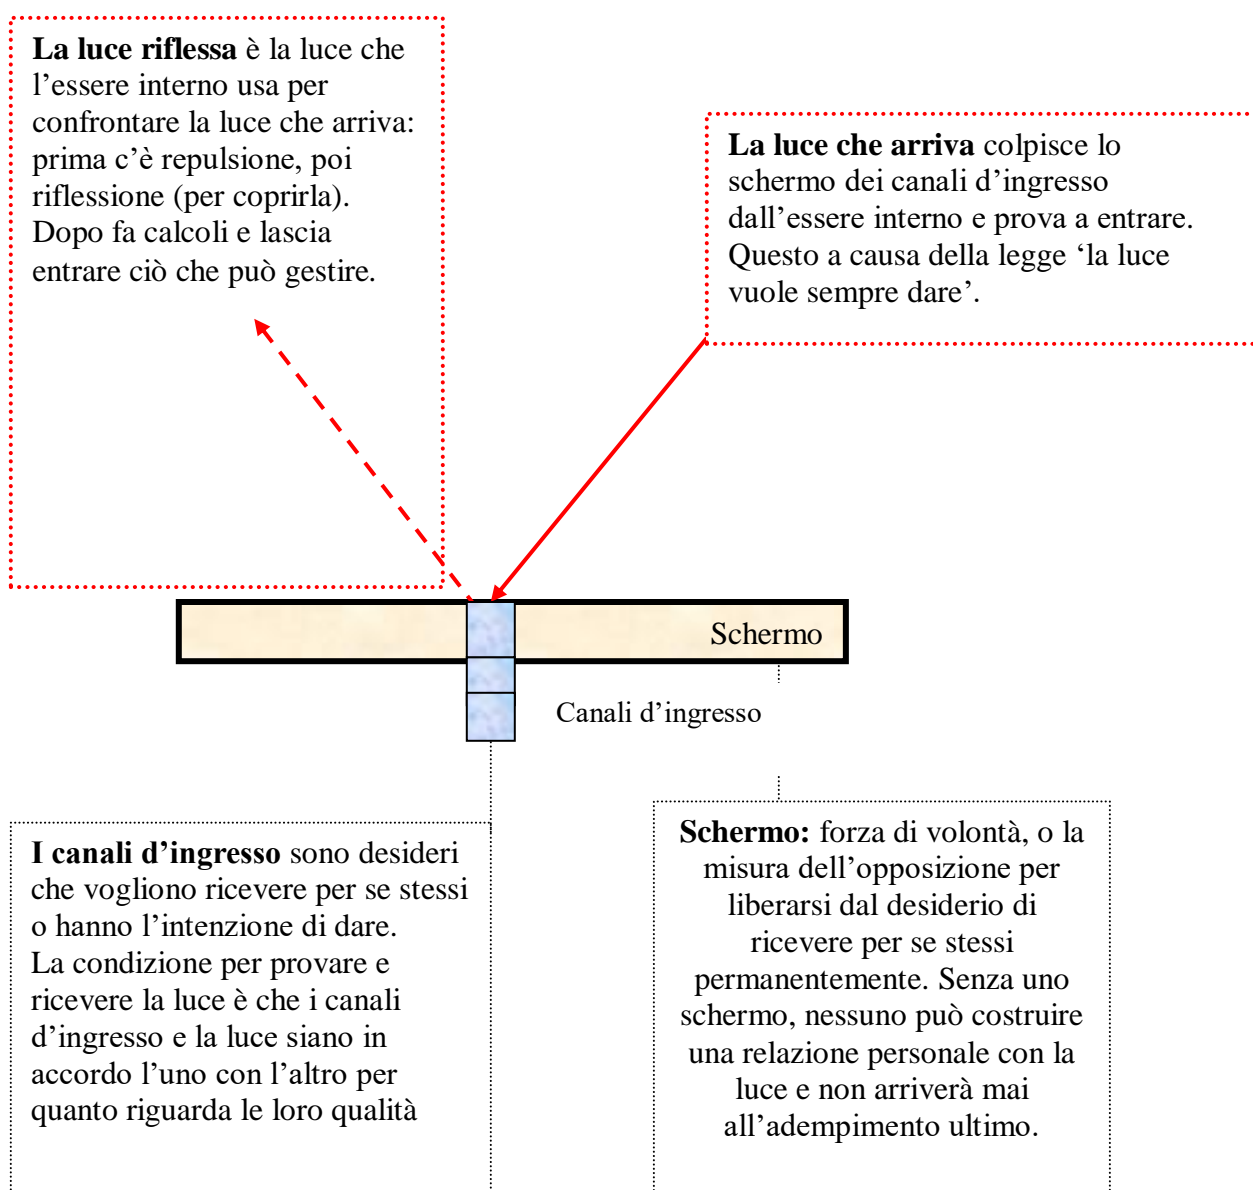 La luce riflessa è la luce che
l’essere interno usa per
confrontare la luce che arriva:
prima c’è repulsione, poi
riflessione (per coprirla).
Dopo fa calcoli e lascia
entrare ciò che può gestire.
La luce che arriva colpisce lo
schermo dei canali d’ingresso
dall’essere interno e prova a entrare.
Questo a causa della legge ‘la luce
vuole sempre dare’.
Schermo
Canali d’ingresso
I canali d’ingresso sono desideri
che vogliono ricevere per se stessi
o hanno l’intenzione di dare.
La condizione per provare e
ricevere la luce è che i canali
d’ingresso e la luce siano in
accordo l’uno con l’altro per
quanto riguarda le loro qualità
Schermo: forza di volontà, o la
misura dell’opposizione per
liberarsi dal desiderio di
ricevere per se stessi
permanentemente. Senza uno
schermo, nessuno può costruire
una relazione personale con la
luce e non arriverà mai
all’adempimento ultimo.